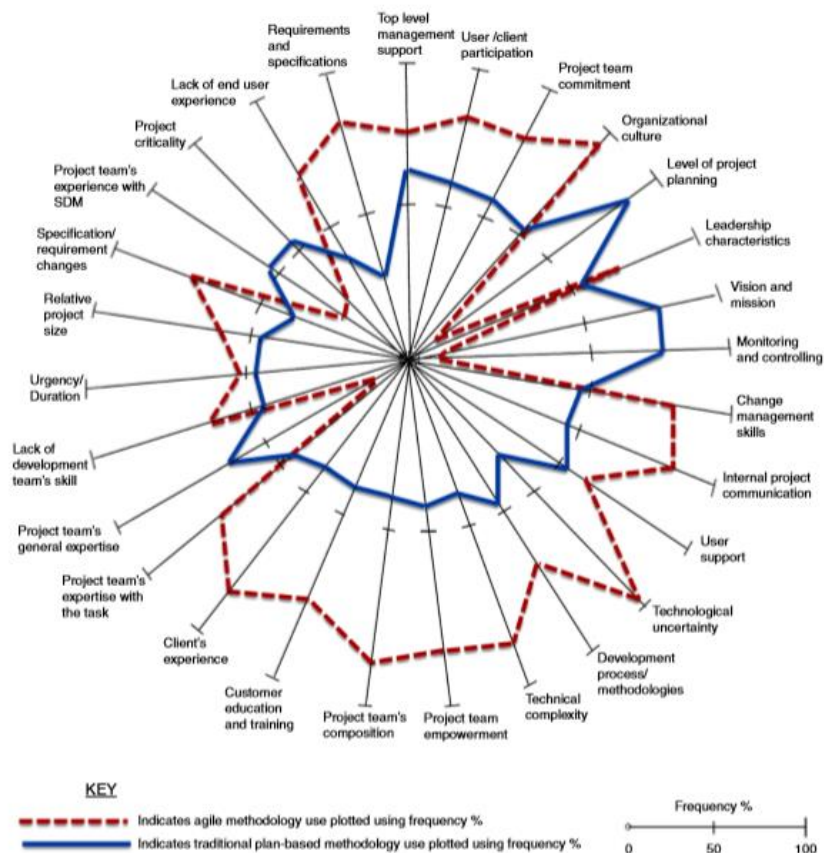 Top level
management
support
User /client
participation
Project team
commitment
Organizational
culture
Level of project
planning
Leadership
characteristics
Vision and
mission
Monitoring
and controlling
Change
management
skills
Internal project
communication
User
support
Technological
uncertainty
Development
process/
methodologies
Technical
complexity
Project team
empowerment
Project team's
composition
Customer
education
and training
Client's
experience
Project team's
expertise with
the task
Project team's
general expertise
Lack of
development
team's skill
Urgency/
Duration
Relative
project
size
Specification/
requirement
changes
Project team's
experience with
SDM
Project
criticality
Lack of end user
experience
Requirements
and
specifications
KEY
Indicates agile methodology use plotted using frequency %
Indicates traditional plan-based methodology use plotted using frequency %
Frequency %
0 50 100